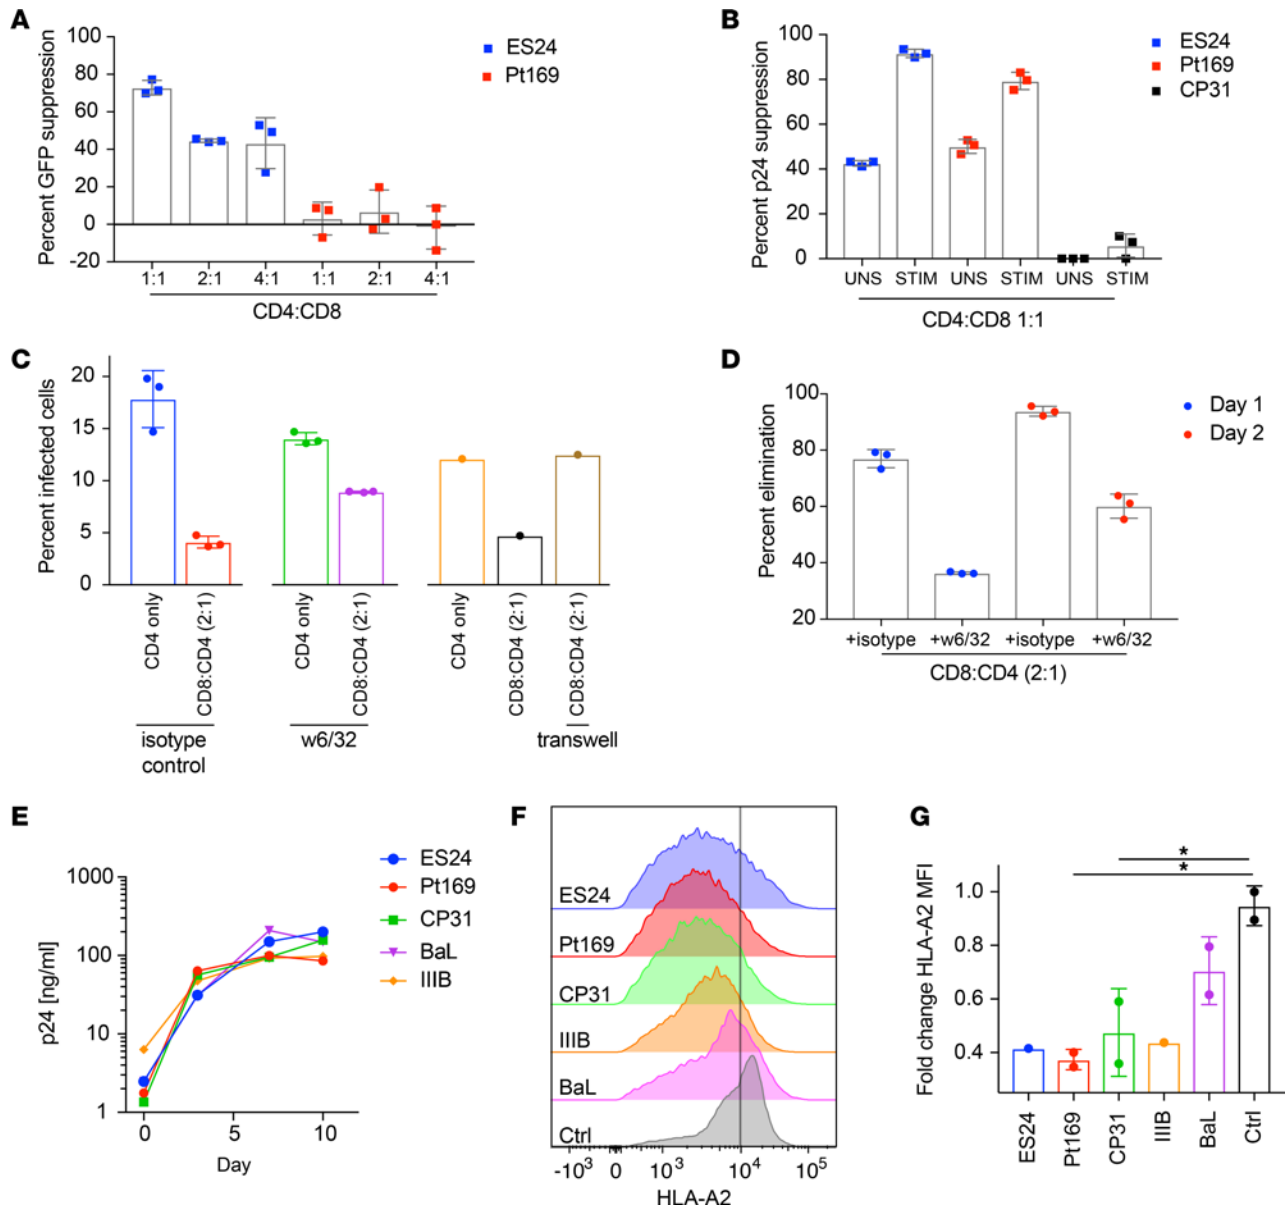 A
Percent GFP suppression
100
80
60
40
20
0
-20
1:1
2:1
4:1
1:1
2:1
4:1
CD4:CD8
ES24
Pt169
B
Percent p24 suppression
100
80
60
40
20
0
UNS
STIM
UNS
STIM
UNS
STIM
CD4:CD8 1:1
ES24
Pt169
CP31
C
Percent infected cells
20
15
10
5
0
CD4 only
CD8:CD4 (2:1)
CD4 only
CD8:CD4 (2:1)
CD4 only
CD8:CD4 (2:1)
CD8:CD4 (2:1)
isotype
control
w6/32
transwell
D
Percent elimination
100
80
60
40
20
+isotype
+w6/32
+isotype
+w6/32
CD8:CD4 (2:1)
Day 1
Day 2
E
p24 [ng/ml]
1000
100
10
1
0
5
10
Day
ES24
Pt169
CP31
BaL
IIIB
F
ES24
Pt169
CP31
IIIB
BaL
Ctrl
-10³
0
10³
10⁴
10⁵
HLA-A2
G
Fold change HLA-A2 MFI
1.0
0.8
0.6
0.4
*
*
ES24
Pt169
CP31
IIIB
BaL
Ctrl